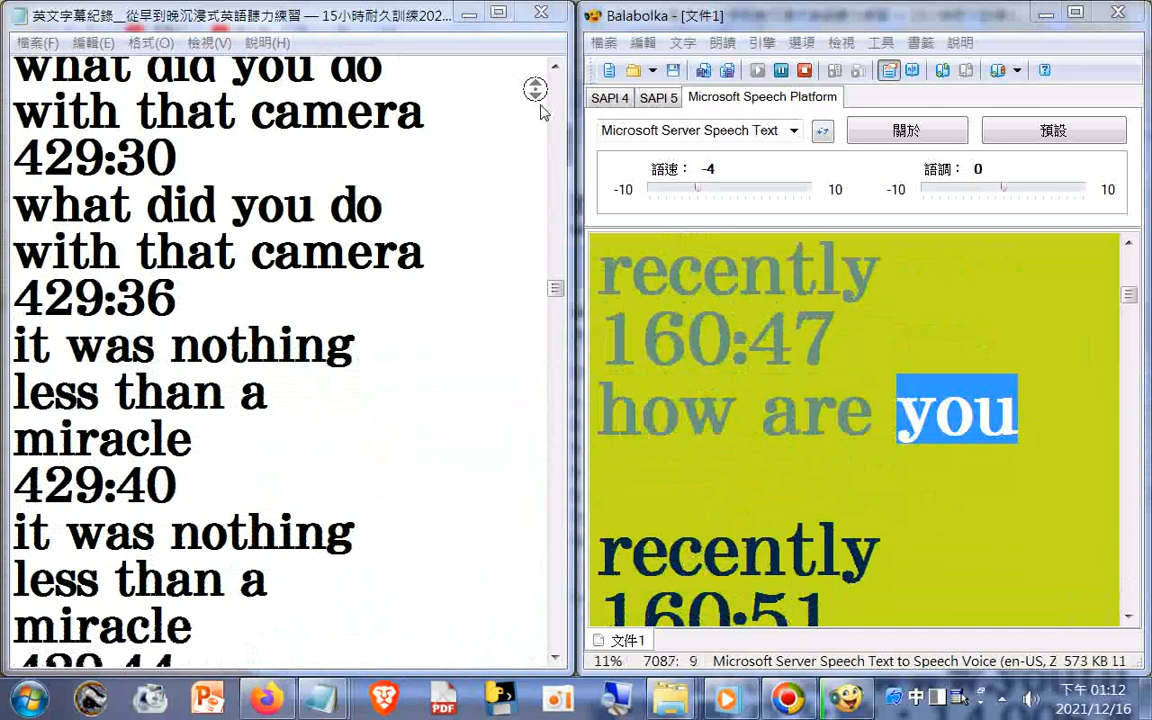 英文字幕紀錄__從早到晚沉浸式英語聽力練習 — 15小時耐久訓練202...
檔案(F) 編輯(E) 格式(O) 檢視(V) 說明(H)
what did you do
with that camera
429:30
what did you do
with that camera
429:36
it was nothing
less than a
miracle
429:40
it was nothing
less than a
miracle
429:44
Balabolka - [文件1]
檔案 編輯 文字 朗讀 引擎 選項 檢視 工具 書籤 說明
SAPI 4 SAPI 5 Microsoft Speech Platform
Microsoft Server Speech Text 關於 預設
語速： -4 語調： 0
-10 10 -10 10
recently
160:47
how are you
recently
160:51
文件1
11% 7087: 9 Microsoft Server Speech Text to Speech Voice (en-US, Z 573 KB 11
PDF
中
下午 01:12
2021/12/16